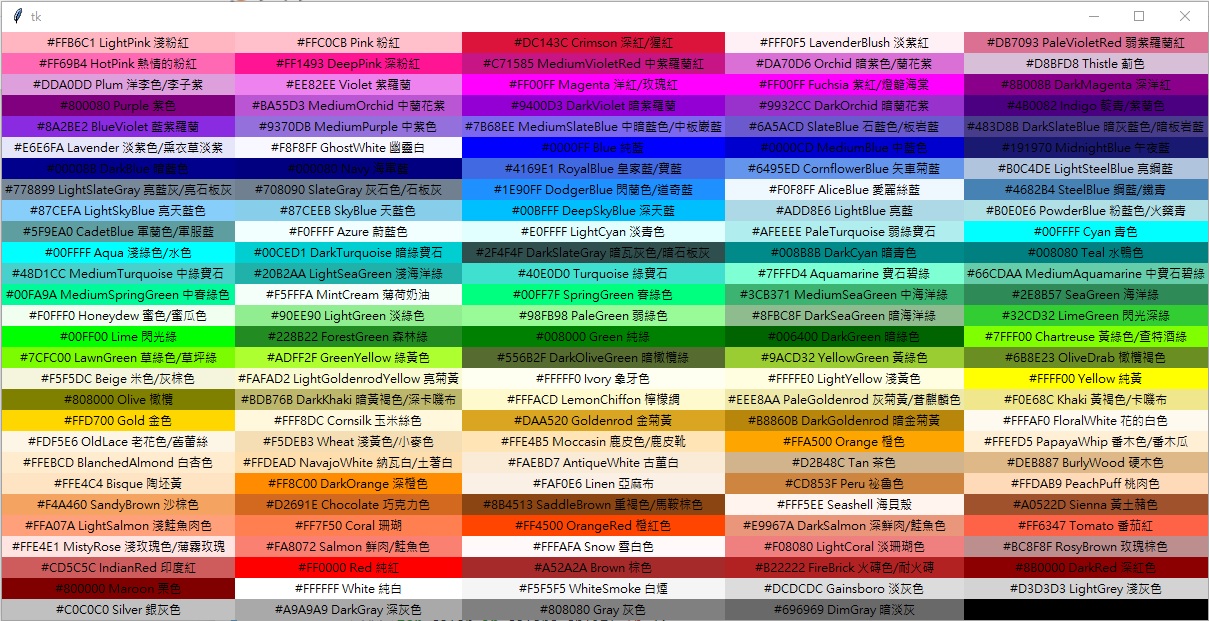 tk
#FFB6C1 LightPink 淺粉紅 #FFC0CB Pink 粉紅 #DC143C Crimson 深紅/猩紅 #FFF0F5 LavenderBlush 淡紫紅 #DB7093 PaleVioletRed 弱紫羅蘭紅
#FF69B4 HotPink 熱情的粉紅 #FF1493 DeepPink 深粉紅 #C71585 MediumVioletRed 中紫羅蘭紅 #DA70D6 Orchid 暗紫色/蘭花紫 #D8BFD8 Thistle 薊色
#DDA0DD Plum 洋李色/李子紫 #EE82EE Violet 紫羅蘭 #FF00FF Magenta 洋紅/玫瑰紅 #FF00FF Fuchsia 紫紅/燈籠海棠 #8B008B DarkMagenta 深洋紅
#800080 Purple 紫色 #BA55D3 MediumOrchid 中蘭花紫 #9400D3 DarkViolet 暗紫羅蘭 #9932CC DarkOrchid 暗蘭花紫 #4B0082 Indigo 靛青/紫蘭色
#8A2BE2 BlueViolet 藍紫羅蘭 #9370DB MediumPurple 中紫色 #7B68EE MediumSlateBlue 中暗藍色/中板巖藍 #6A5ACD SlateBlue 石藍色/板岩藍 #483D8B DarkSlateBlue 暗灰藍色/暗板岩藍
#E6E6FA Lavender 淡紫色/熏衣草淡紫 #F8F8FF GhostWhite 幽靈白 #0000FF Blue 純藍 #0000CD MediumBlue 中藍色 #191970 MidnightBlue 午夜藍
#00008B DarkBlue 暗藍色 #000080 Navy 海軍藍 #4169E1 RoyalBlue 皇家藍/寶藍 #6495ED CornflowerBlue 矢車菊藍 #B0C4DE LightSteelBlue 亮鋼藍
#778899 LightSlateGray 亮藍灰/亮石板灰 #708090 SlateGray 灰石色/石板灰 #1E90FF DodgerBlue 閃蘭色/道奇藍 #F0F8FF AliceBlue 愛麗絲藍 #4682B4 SteelBlue 鋼藍/鐵青
#87CEFA LightSkyBlue 亮天藍色 #87CEEB SkyBlue 天藍色 #00BFFF DeepSkyBlue 深天藍 #ADD8E6 LightBlue 亮藍 #B0E0E6 PowderBlue 粉藍色/火藥青
#5F9EA0 CadetBlue 軍蘭色/軍服藍 #F0FFFF Azure 蔚藍色 #E0FFFF LightCyan 淡青色 #AFEEEE PaleTurquoise 弱綠寶石 #00FFFF Cyan 青色
#00FFFF Aqua 淺綠色/水色 #00CED1 DarkTurquoise 暗綠寶石 #2F4F4F DarkSlateGray 暗瓦灰色/暗石板灰 #008B8B DarkCyan 暗青色 #008080 Teal 水鴨色
#48D1CC MediumTurquoise 中綠寶石 #20B2AA LightSeaGreen 淺海洋綠 #40E0D0 Turquoise 綠寶石 #7FFFD4 Aquamarine 寶石碧綠 #66CDAA MediumAquamarine 中寶石碧綠
#00FA9A MediumSpringGreen 中春綠色 #F5FFFA MintCream 薄荷奶油 #00FF7F SpringGreen 春綠色 #3CB371 MediumSeaGreen 中海洋綠 #2E8B57 SeaGreen 海洋綠
#F0FFF0 Honeydew 蜜色/蜜瓜色 #90EE90 LightGreen 淡綠色 #98FB98 PaleGreen 弱綠色 #8FBC8F DarkSeaGreen 暗海洋綠 #32CD32 LimeGreen 閃光深綠
#00FF00 Lime 閃光綠 #228B22 ForestGreen 森林綠 #008000 Green 純綠 #006400 DarkGreen 暗綠色 #7FFF00 Chartreuse 黃綠色/查特酒綠
#7CFC00 LawnGreen 草綠色/草坪綠 #ADFF2F GreenYellow 綠黃色 #556B2F DarkOliveGreen 暗橄欖綠 #9ACD32 YellowGreen 黃綠色 #6B8E23 OliveDrab 橄欖褐色
#F5F5DC Beige 米色/灰棕色 #FAFAD2 LightGoldenrodYellow 亮菊黃 #FFFFF0 Ivory 象牙色 #FFFFE0 LightYellow 淺黃色 #FFFF00 Yellow 純黃
#808000 Olive 橄欖 #BDB76B DarkKhaki 暗黃褐色/深卡嘰布 #FFFACD LemonChiffon 檸檬綢 #EEE8AA PaleGoldenrod 灰菊黃/蒼麒麟色 #F0E68C Khaki 黃褐色/卡嘰布
#FFD700 Gold 金色 #FFF8DC Cornsilk 玉米絲色 #DAA520 Goldenrod 金菊黃 #B8860B DarkGoldenrod 暗金菊黃 #FFFAF0 FloralWhite 花的白色
#FDF5E6 OldLace 老花色/舊蕾絲 #F5DEB3 Wheat 淺黃色/小麥色 #FFE4B5 Moccasin 鹿皮色/鹿皮靴 #FFA500 Orange 橙色 #FFEFD5 PapayaWhip 番木色/番木瓜
#FFEBCD BlanchedAlmond 白杏色 #FFDEAD NavajoWhite 納瓦白/土著白 #FAEBD7 AntiqueWhite 古董白 #D2B48C Tan 茶色 #DEB887 BurlyWood 硬木色
#FFE4C4 Bisque 陶坯黃 #FF8C00 DarkOrange 深橙色 #FAF0E6 Linen 亞麻布 #CD853F Peru 祕魯色 #FFDAB9 PeachPuff 桃肉色
#F4A460 SandyBrown 沙棕色 #D2691E Chocolate 巧克力色 #8B4513 SaddleBrown 重褐色/馬鞍棕色 #FFF5EE Seashell 海貝殼 #A0522D Sienna 黃土赭色
#FFA07A LightSalmon 淺鮭魚肉色 #FF7F50 Coral 珊瑚 #FF4500 OrangeRed 橙紅色 #E9967A DarkSalmon 深鮮肉/鮭魚色 #FF6347 Tomato 番茄紅
#FFE4E1 MistyRose 淺玫瑰色/薄霧玫瑰 #FA8072 Salmon 鮮肉/鮭魚色 #FFFAFA Snow 雪白色 #F08080 LightCoral 淡珊瑚色 #BC8F8F RosyBrown 玫瑰棕色
#CD5C5C IndianRed 印度紅 #FF0000 Red 純紅 #A52A2A Brown 棕色 #B22222 FireBrick 火磚色/耐火磚 #8B0000 DarkRed 深紅色
#800000 Maroon 栗色 #FFFFFF White 純白 #F5F5F5 WhiteSmoke 白煙 #DCDCDC Gainsboro 淡灰色 #D3D3D3 LightGrey 淺灰色
#C0C0C0 Silver 銀灰色 #A9A9A9 DarkGray 深灰色 #808080 Gray 灰色 #696969 DimGray 暗淡灰